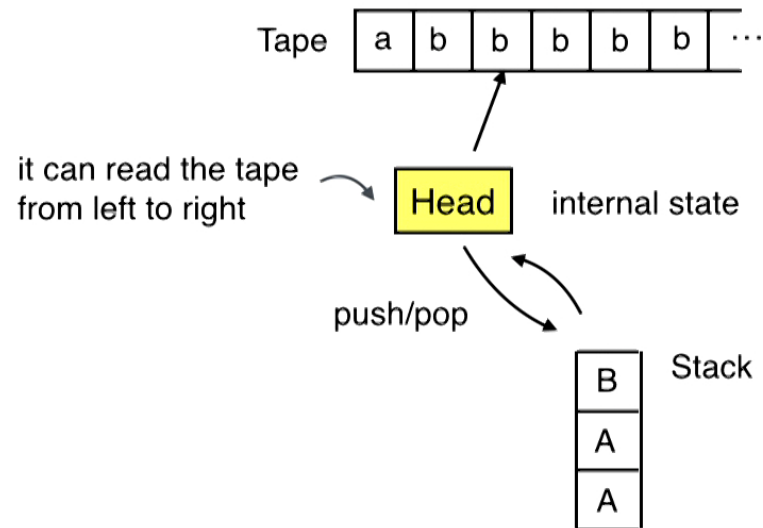 Tape a b b b b b ...
it can read the tape
from left to right
Head
internal state
push/pop
Stack
B
A
A